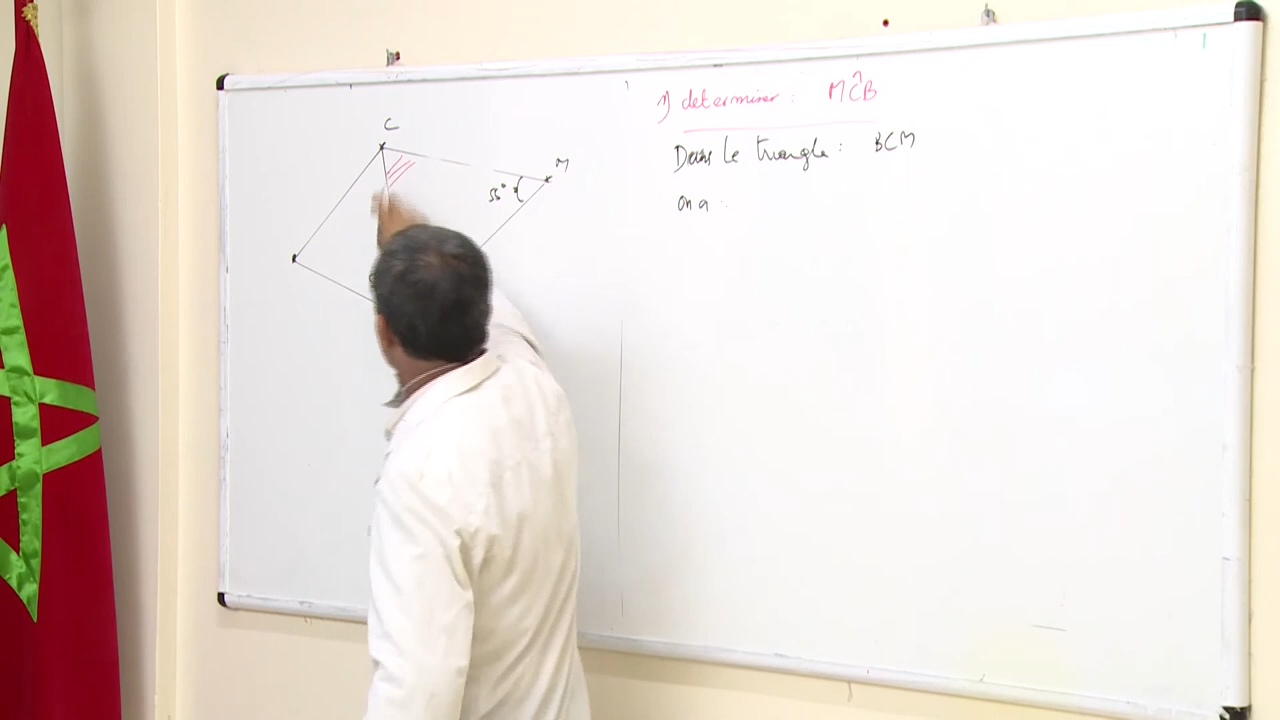 C
M
55°
1) determiner : MĈB
Dans le triangle : BCM
on a :